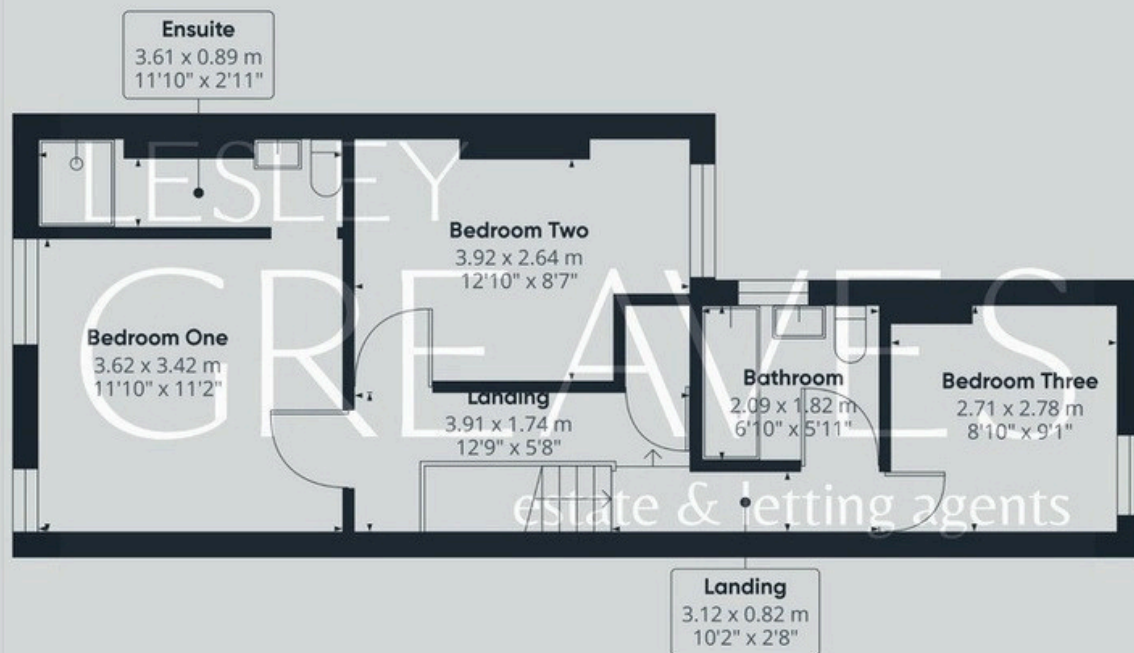 Ensuite
3.61 x 0.89 m
11'10" x 2'11"
LESLEY
GREAVES
estate & letting agents
Bedroom Two
3.92 x 2.64 m
12'10" x 8'7"
Bedroom One
3.62 x 3.42 m
11'10" x 11'2"
Landing
3.91 x 1.74 m
12'9" x 5'8"
Bathroom
2.09 x 1.82 m
6'10" x 5'11"
Bedroom Three
2.71 x 2.78 m
8'10" x 9'1"
Landing
3.12 x 0.82 m
10'2" x 2'8"